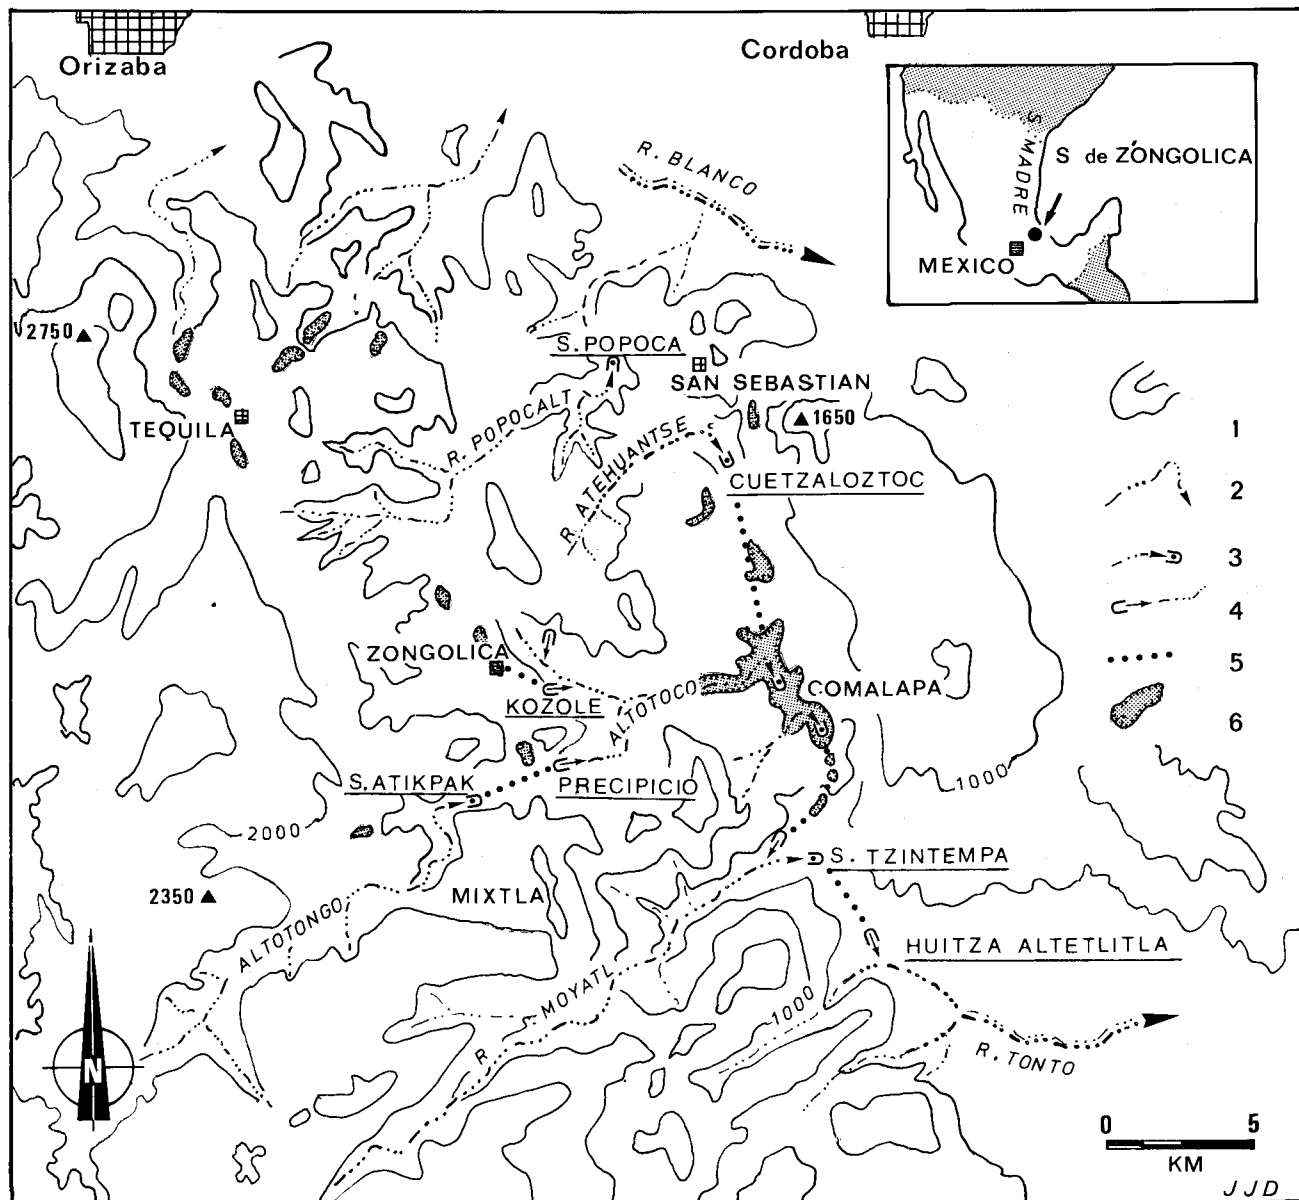 Orizaba
Cordoba
R. BLANCO
S. MADRE
S de ZONGOLICA
MEXICO
2750
S. POPOCA
SAN SEBASTIAN
1650
TEQUILA
R. POPOCALT
R. ATEHUANTSE
CUETZALOZTOC
1
2
3
4
5
6
ZONGOLICA
KOZOLE
ALTOTOCO
COMALAPA
S. ATIKPAK
PRECIPICIO
1000
2000
S. TZINTEMPA
2350
MIXTLA
ALTOTONGO
HUITZA ALTETLITLA
R. MOYATL
1000
R. TONTO
N
0 5
KM
JJD